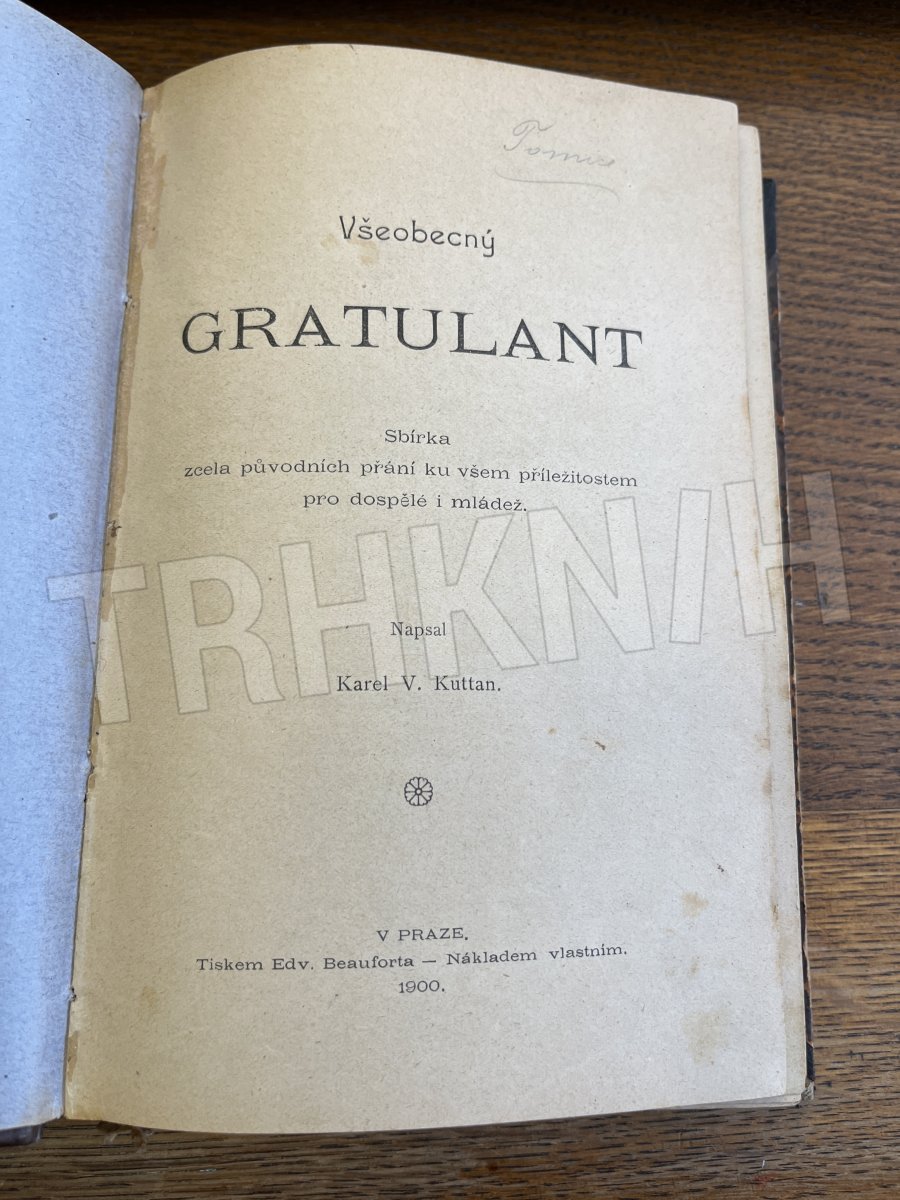 Všeobecný
GRATULANT
Sbírka
zcela původních přání ku všem příležitostem
pro dospělé i mládež.
TRHKNIH
Napsal
Karel V. Kuttan.
V PRAZE.
Tiskem Edv. Beauforta — Nákladem vlastním.
1900.